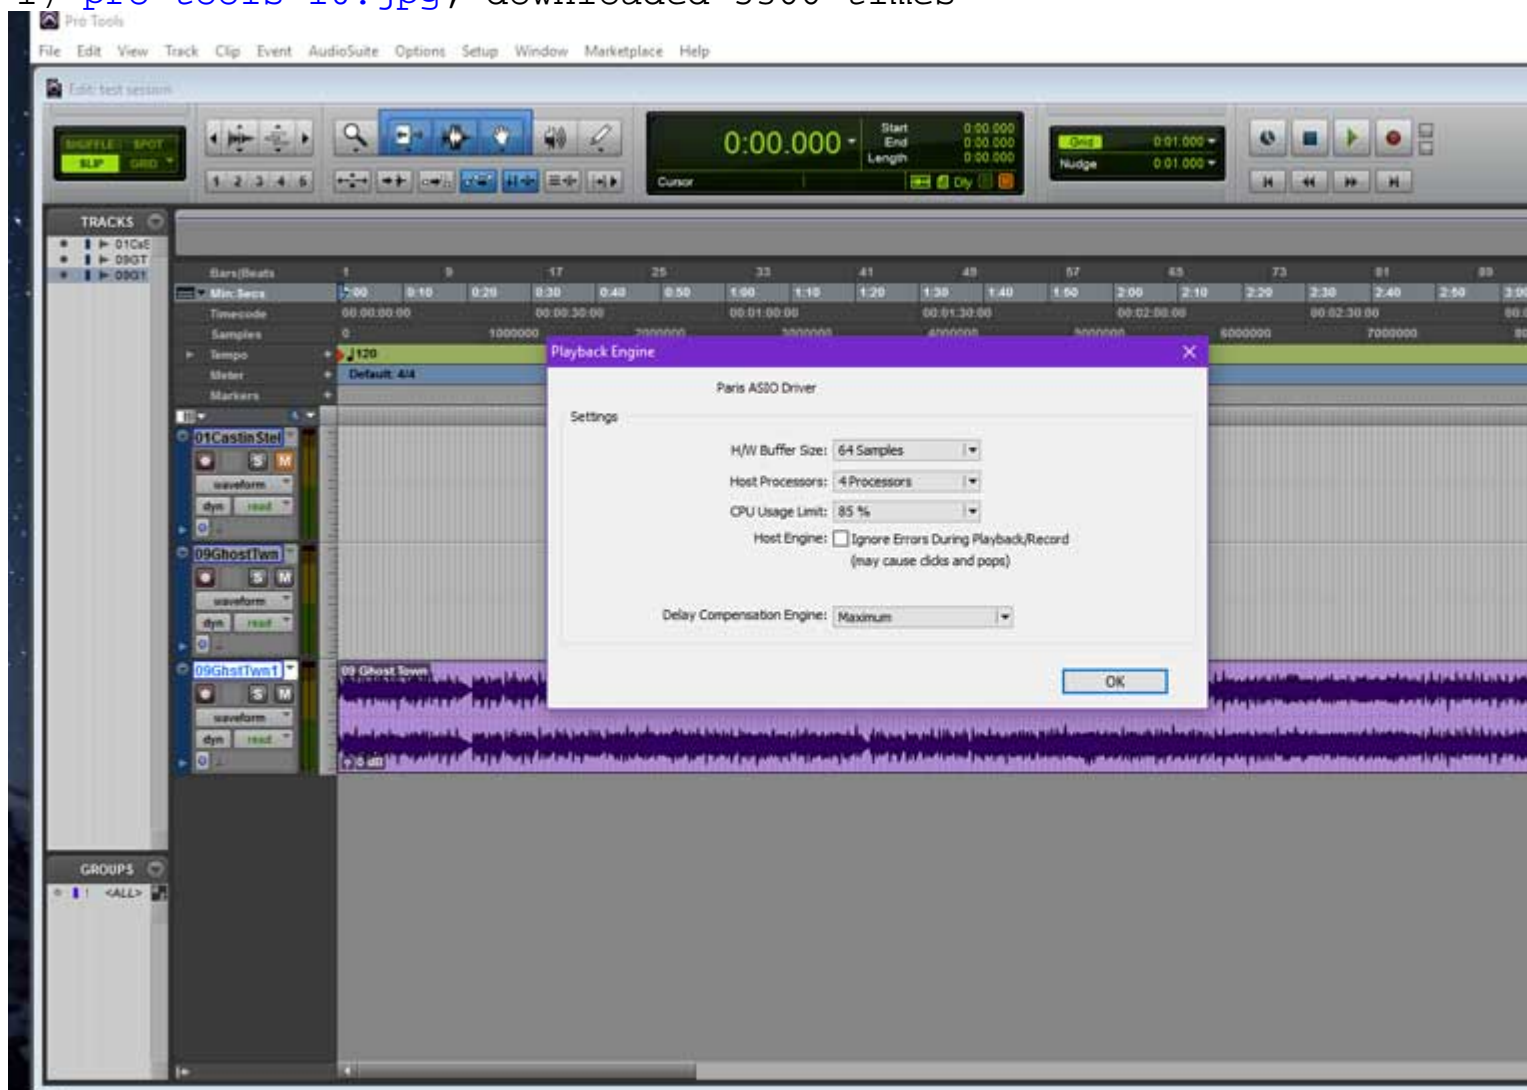 Pro Tools
File Edit View Track Clip Event AudioSuite Options Setup Window Marketplace Help
Edit: test session
SHUFFLE SPOT
SLIP GRID
1 2 3 4 5
0:00.000
Start 0:00.000
End 0:00.000
Length 0:00.000
Cursor
Dly
Grid 0:01.000
Nudge 0:01.000
TRACKS
01CsS
09GT
09GT
Bars|Beats 1 9 17 25 33 41 49 57 65 73 81 89
Min:Secs 0:00 0:10 0:20 0:30 0:40 0:50 1:00 1:10 1:20 1:30 1:40 1:50 2:00 2:10 2:20 2:30 2:40 2:50
Timecode 00:00:00:00 00:00:30:00 00:01:00:00 00:01:30:00 00:02:00:00 00:02:30:00
Samples 0 1000000 2000000 3000000 4000000 5000000 6000000 7000000
Tempo 120
Meter Default: 4/4
Markers
Playback Engine
Paris ASIO Driver
Settings
H/W Buffer Size: 64 Samples
Host Processors: 4 Processors
CPU Usage Limit: 85 %
Host Engine: Ignore Errors During Playback/Record
(may cause clicks and pops)
Delay Compensation Engine: Maximum
OK
01CastinStel
S M
waveform
dyn read
09GhostTwn
S M
waveform
dyn read
09GhstTwn1
S M
waveform
dyn read
09 Ghost Town
0 dB
GROUPS
! <ALL>